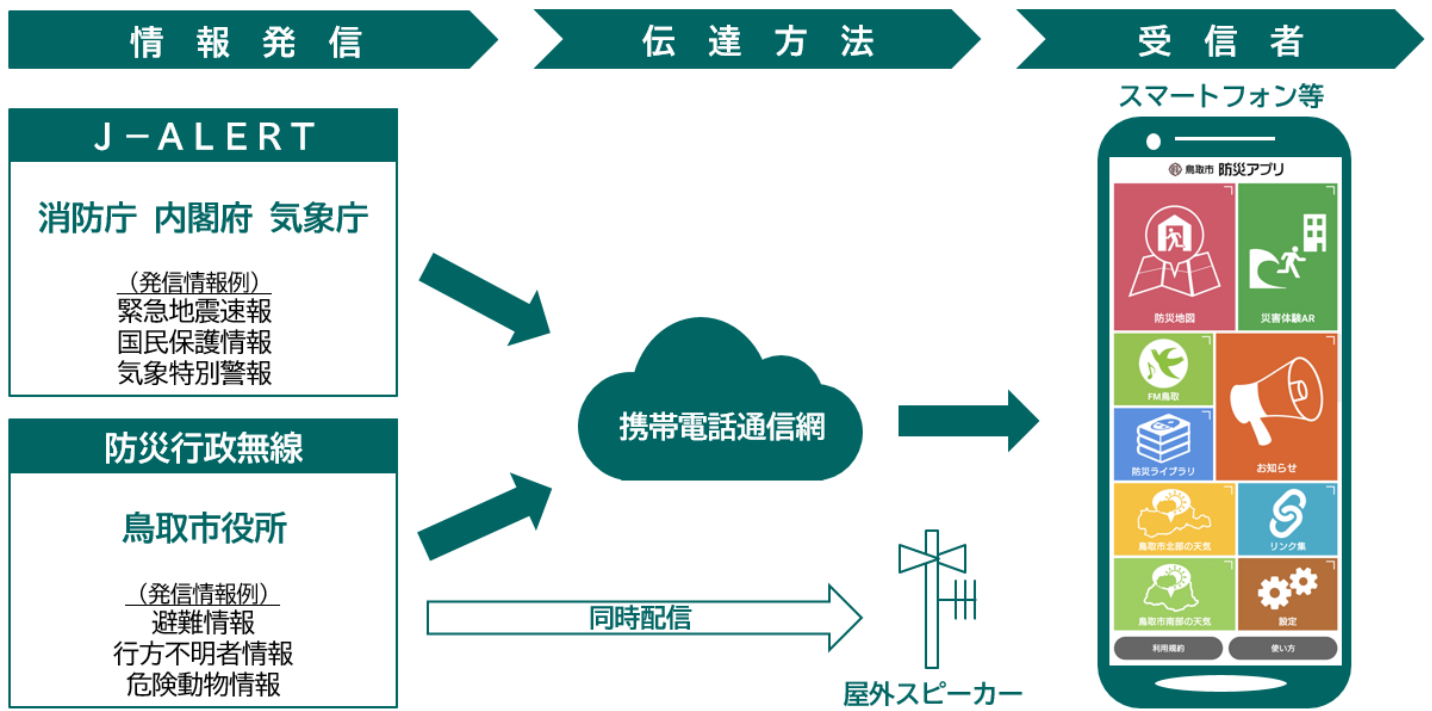 情報発信
伝達方法
受信者
J－ALERT
消防庁 内閣府 気象庁
（発信情報例）
緊急地震速報
国民保護情報
気象特別警報
防災行政無線
鳥取市役所
（発信情報例）
避難情報
行方不明者情報
危険動物情報
携帯電話通信網
同時配信
屋外スピーカー
スマートフォン等
鳥取市 防災アプリ
防災地図
災害体験AR
FM鳥取
お知らせ
防災ライブラリ
鳥取市北部の天気
リンク集
鳥取市南部の天気
設定
利用規約
使い方